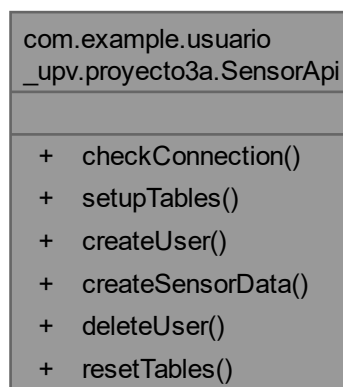 com.example.usuario
_upv.proyecto3a.SensorApi
+ checkConnection()
+ setupTables()
+ createUser()
+ createSensorData()
+ deleteUser()
+ resetTables()